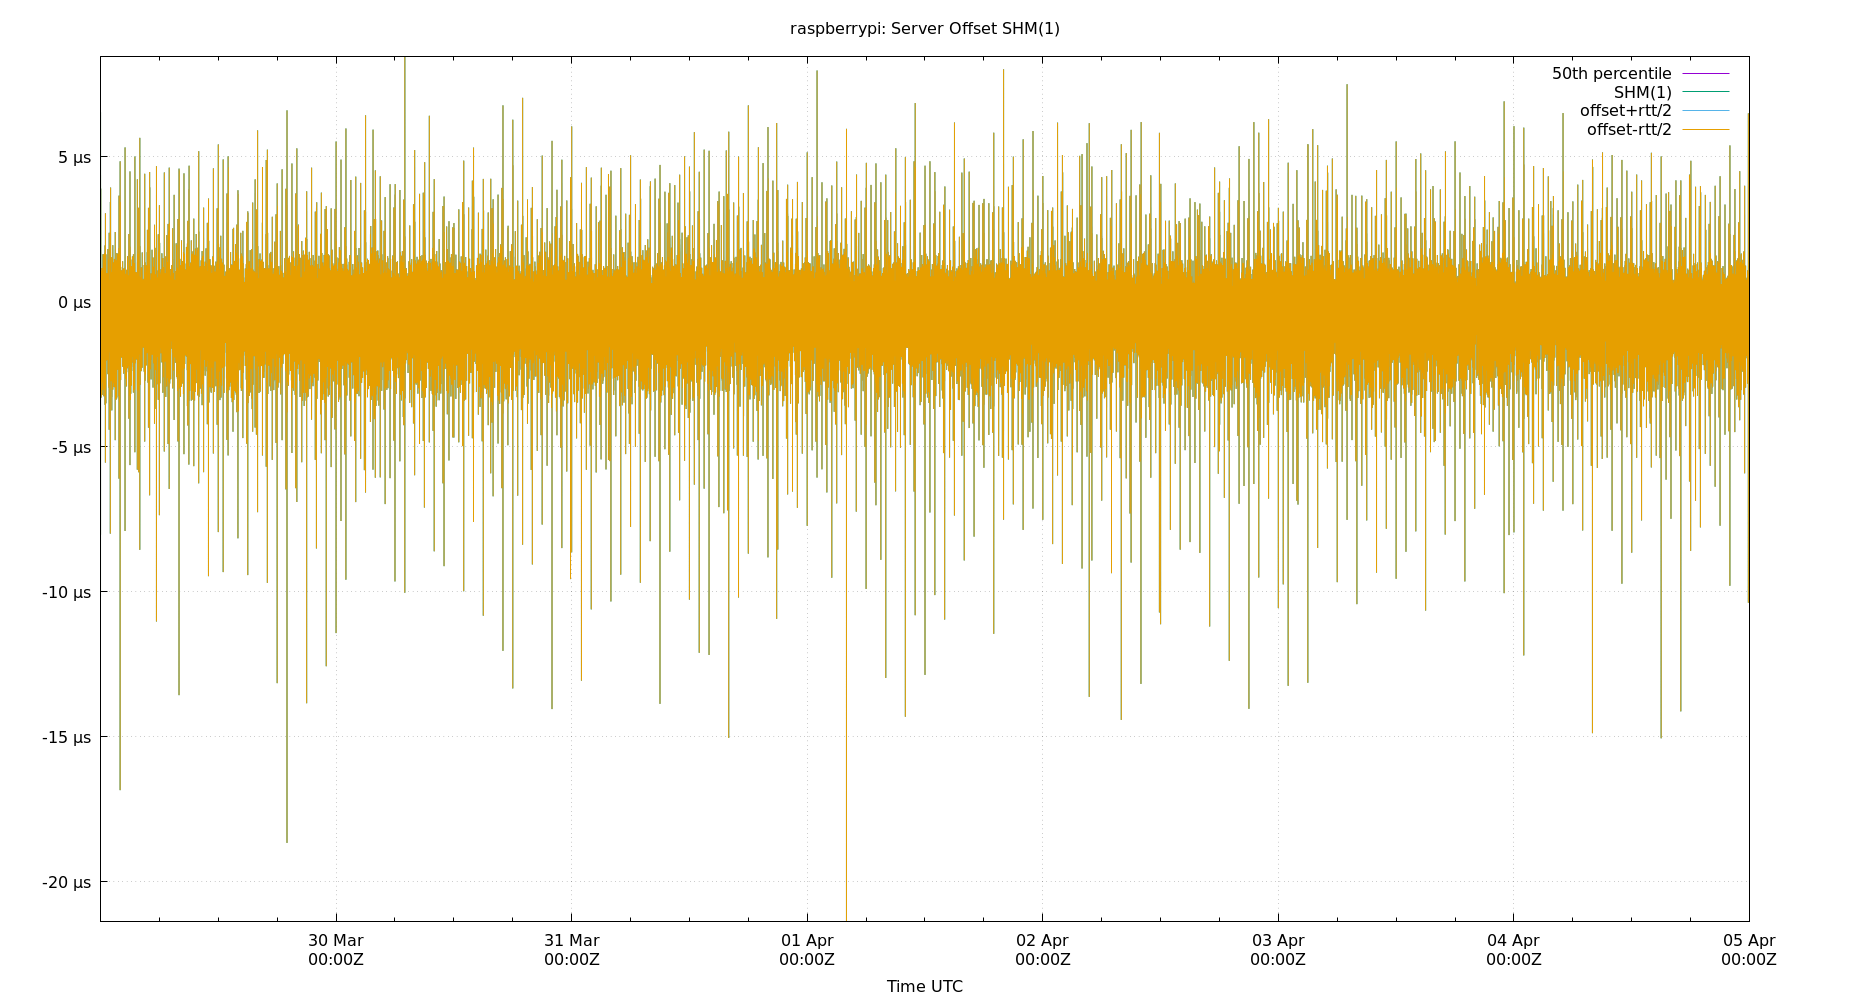 raspberrypi: Server Offset SHM(1)
50th percentile
SHM(1)
offset+rtt/2
offset-rtt/2
5 µs
0 µs
-5 µs
-10 µs
-15 µs
-20 µs
30 Mar 31 Mar 01 Apr 02 Apr 03 Apr 04 Apr 05 Apr
00:00Z 00:00Z 00:00Z 00:00Z 00:00Z 00:00Z 00:00Z
Time UTC